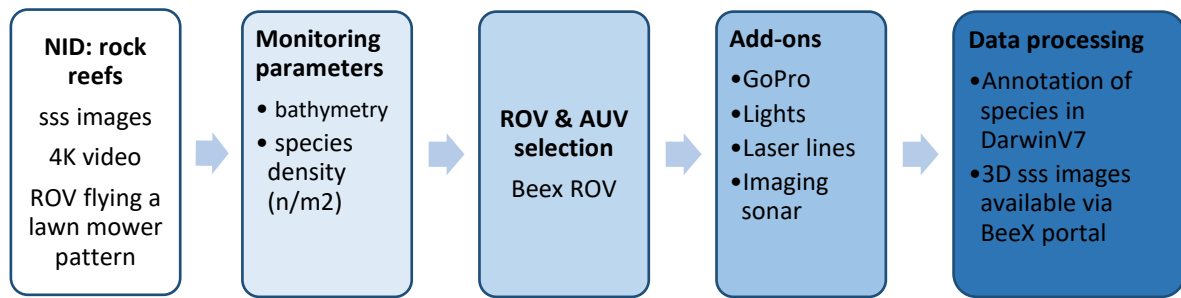 NID: rock
reefs
sss images
4K video
ROV flying a
lawn mower
pattern
Monitoring
parameters
• bathymetry
• species
density
(n/m2)
ROV & AUV
selection
Beex ROV
Add-ons
•GoPro
•Lights
•Laser lines
•Imaging
sonar
Data processing
•Annotation of
species in
DarwinV7
•3D sss images
available via
BeeX portal